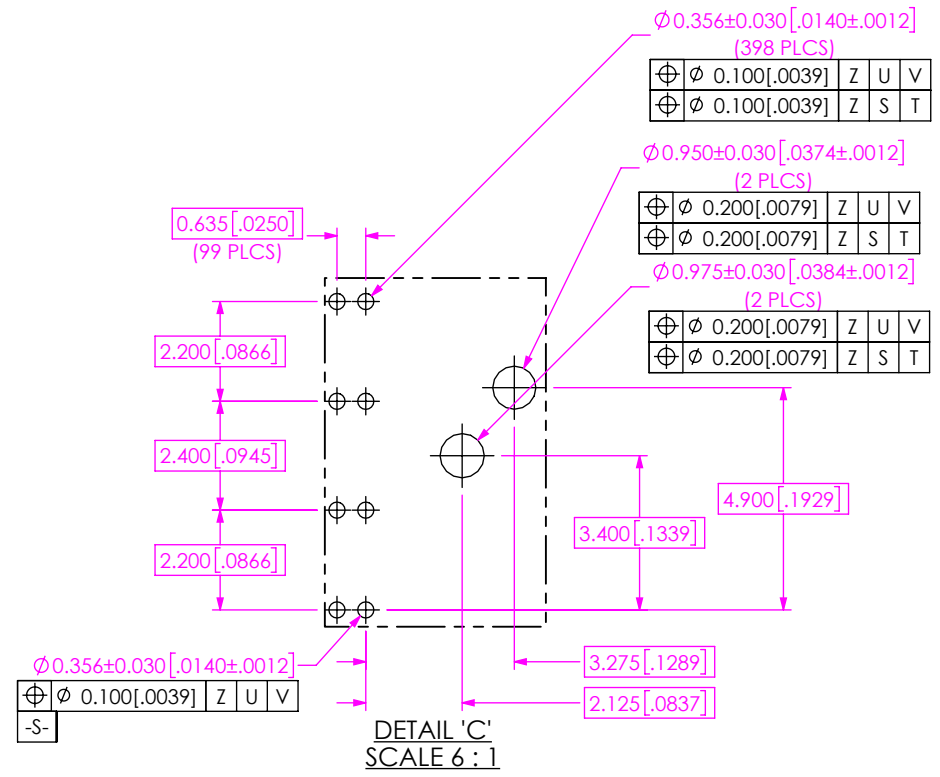 ⌀0.356±0.030[.0140±.0012]
(398 PLCS)
⌖ ⌀ 0.100[.0039] Z U V
⌖ ⌀ 0.100[.0039] Z S T
⌀0.950±0.030[.0374±.0012]
(2 PLCS)
⌖ ⌀ 0.200[.0079] Z U V
⌖ ⌀ 0.200[.0079] Z S T
0.635[.0250]
(99 PLCS)
⌀0.975±0.030[.0384±.0012]
(2 PLCS)
⌖ ⌀ 0.200[.0079] Z U V
⌖ ⌀ 0.200[.0079] Z S T
2.200[.0866]
2.400[.0945]
4.900[.1929]
3.400[.1339]
2.200[.0866]
⌀0.356±0.030[.0140±.0012]
⌖ ⌀ 0.100[.0039] Z U V
-S-
3.275[.1289]
2.125[.0837]
DETAIL 'C'
SCALE 6 : 1